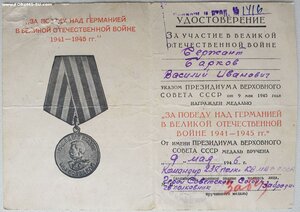 „ЗА ПОБЕДУ НАД ГЕРМАНИЕЙ
В ВЕЛИКОЙ ОТЕЧЕСТВЕННОЙ ВОЙНЕ
1941—1945 гг."
УДОСТОВЕРЕНИЕ
ЗА УЧАСТИЕ В ВЕЛИКОЙ
ОТЕЧЕСТВЕННОЙ ВОЙНЕ
Сержант
Барков
Василий Иванович
УКАЗОМ ПРЕЗИДИУМА ВЕРХОВНОГО
СОВЕТА СССР от 9 мая 1945 года
НАГРАЖДЕН МЕДАЛЬЮ
„ЗА ПОБЕДУ НАД ГЕРМАНИЕЙ
В ВЕЛИКОЙ ОТЕЧЕСТВЕННОЙ
ВОЙНЕ 1941—1945 гг."
От имени ПРЕЗИДИУМА ВЕРХОВНОГО
СОВЕТА СССР МЕДАЛЬ ВРУЧЕНА
9 мая 1946 г.
Командир